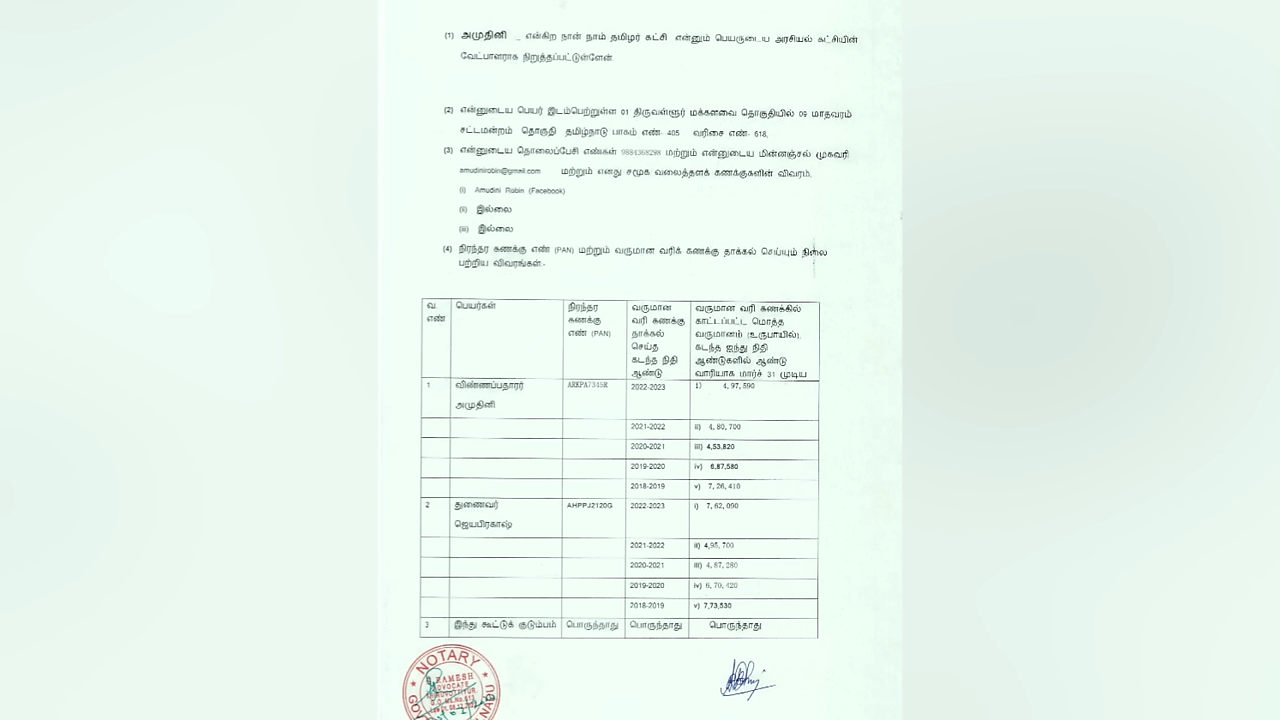 (1) அமுதினி _ என்கிற நான் நாம் தமிழர் கட்சி என்னும் பெயருடைய அரசியல் கட்சியின்
வேட்பாளராக நிறுத்தப்பட்டுள்ளேன்.
(2) என்னுடைய பெயர் இடம்பெற்றுள்ள 01 திருவள்ளூர் மக்களவை தொகுதியில் 09 மாதவரம்
சட்டமன்றம் தொகுதி தமிழ்நாடு பாகம் எண்- 405 வரிசை எண்- 618,
(3) என்னுடைய தொலைப்பேசி எண்கள் 9884368298 மற்றும் என்னுடைய மின்னஞ்சல் முகவரி
amudinirobin@gmail.com மற்றும் எனது சமூக வலைத்தளக் கணக்குகளின் விவரம்.
(i) Amudini Robin (Facebook)
(ii) இல்லை
(iii) இல்லை
(4) நிரந்தர கணக்கு எண் (PAN) மற்றும் வருமான வரிக் கணக்கு தாக்கல் செய்யும் நிலை
பற்றிய விவரங்கள்:-
வ. எண் பெயர்கள் நிரந்தர கணக்கு எண் (PAN) வருமான வரி கணக்கு தாக்கல் செய்த கடந்த நிதி ஆண்டு வருமான வரி கணக்கில் காட்டப்பட்ட மொத்த வருமானம் (உருபாயில்), கடந்த ஐந்து நிதி ஆண்டுகளில் ஆண்டு வாரியாக மார்ச் 31 முடிய
1 விண்ணப்பதாரர் ARKPA7345R 2022-2023 i) 4,97,590
அமுதினி
2021-2022 ii) 4,80,700
2020-2021 iii) 4,53,820
2019-2020 iv) 6,87,580
2018-2019 v) 7,26,410
2 துணைவர் AHPPJ2120G 2022-2023 i) 7,62,090
ஜெயபிரகாஷ்
2021-2022 ii) 4,95,700
2020-2021 iii) 4,87,280
2019-2020 iv) 6,70,420
2018-2019 v) 7,73,530
3 இந்து கூட்டுக் குடும்பம் பொருந்தாது பொருந்தாது பொருந்தாது
NOTARY
RAMESH
ADVOCATE